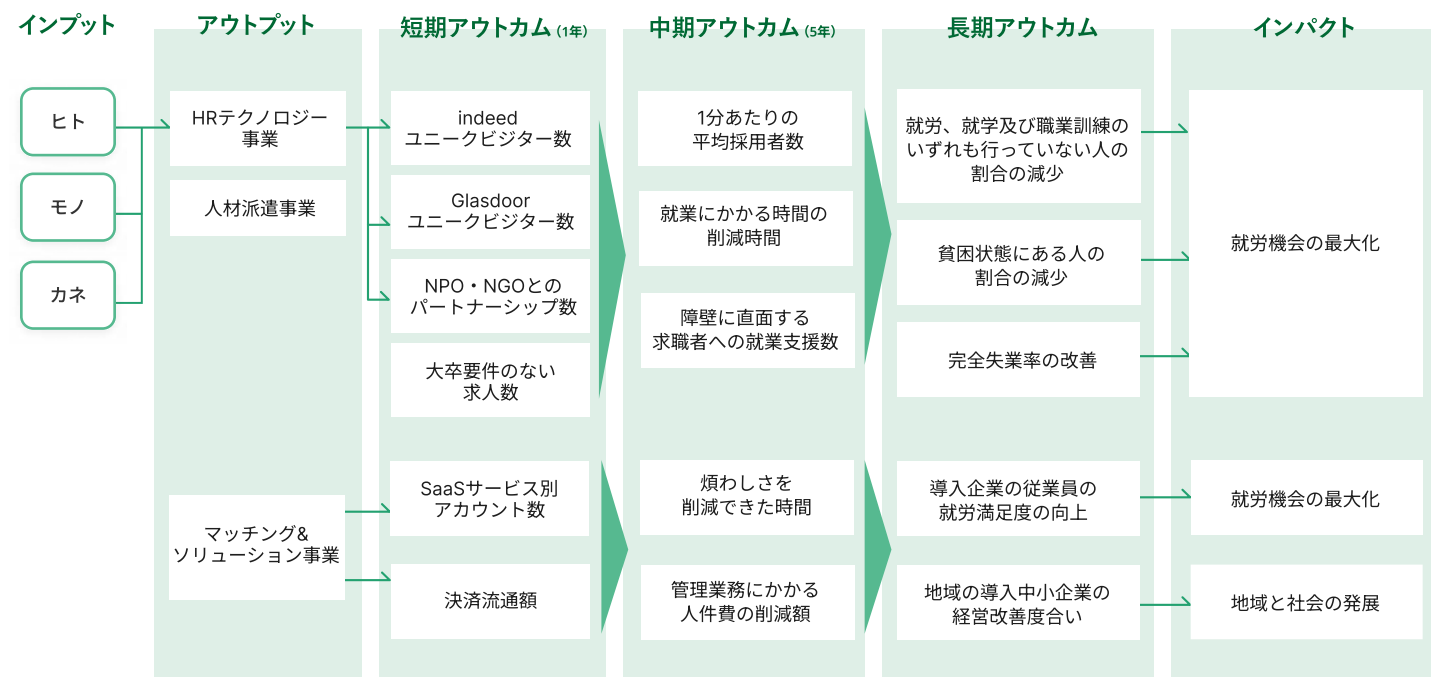 インプット
アウトプット
短期アウトカム（1年）
中期アウトカム（5年）
長期アウトカム
インパクト
ヒト
モノ
カネ
HRテクノロジー
事業
人材派遣事業
マッチング&
ソリューション事業
indeed
ユニークビジター数
Glasdoor
ユニークビジター数
NPO・NGOとの
パートナーシップ数
大卒要件のない
求人数
SaaSサービス別
アカウント数
決済流通額
1分あたりの
平均採用者数
就業にかかる時間の
削減時間
障壁に直面する
求職者への就業支援数
煩わしさを
削減できた時間
管理業務にかかる
人件費の削減額
就労、就学及び職業訓練の
いずれも行っていない人の
割合の減少
貧困状態にある人の
割合の減少
完全失業率の改善
導入企業の従業員の
就労満足度の向上
地域の導入中小企業の
経営改善度合い
就労機会の最大化
就労機会の最大化
地域と社会の発展